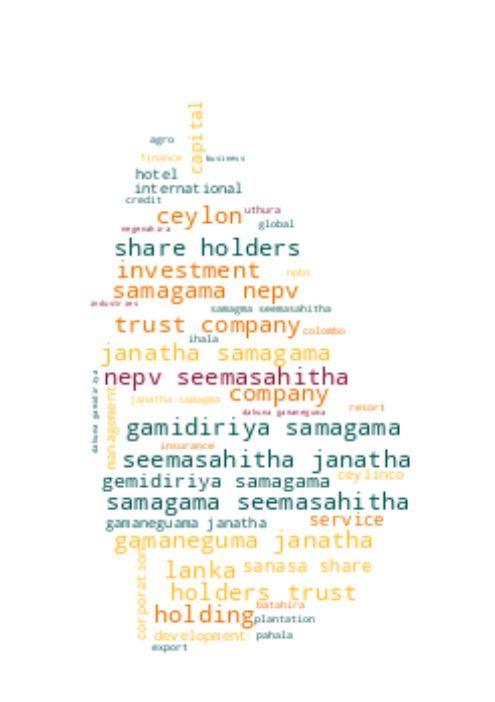 capital
agro
finance
business
hotel
international
credit
ceylon
uthura
negenahira
global
share holders
investment
npbs
samagama nepv
industries
samagma seemasahitha
trust company
colombo
ihala
janatha samagama
nepv seemasahitha
dakuna gamidiriya
management
janatha samagma
company
dakuna gamaneguma
resort
gamidiriya samagama
insurance
seemasahitha janatha
gemidiriya samagama
ceylinco
samagama seemasahitha
gamaneguama janatha
service
gamaneguma janatha
corporation
lanka
sanasa share
holders trust
holding
batahira
plantation
development
pahala
export